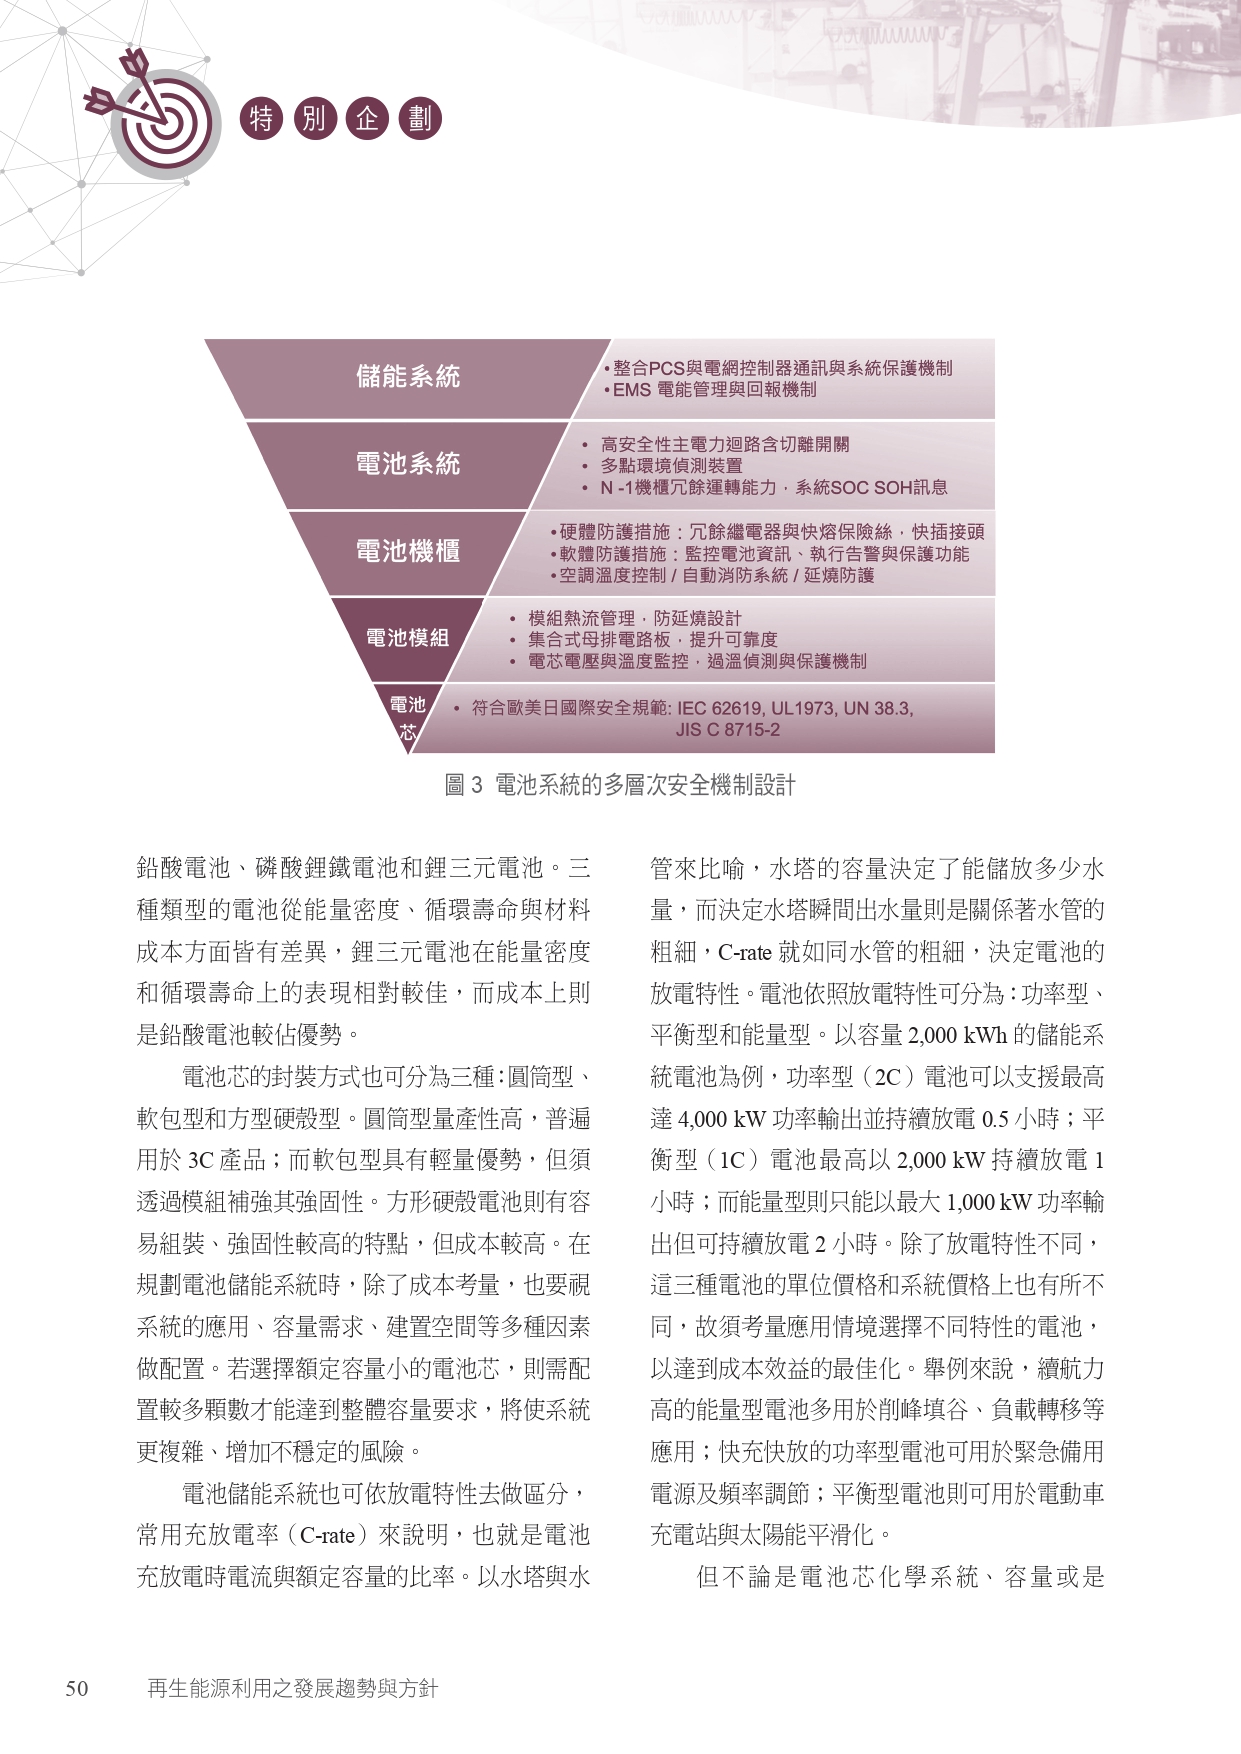 特別企劃
儲能系統
•整合PCS與電網控制器通訊與系統保護機制
•EMS 電能管理與回報機制
電池系統
• 高安全性主電力迴路含切離開關
• 多點環境偵測裝置
• N -1機櫃冗餘運轉能力，系統SOC SOH訊息
電池機櫃
•硬體防護措施：冗餘繼電器與快熔保險絲，快插接頭
•軟體防護措施：監控電池資訊、執行告警與保護功能
•空調溫度控制 / 自動消防系統 / 延燒防護
電池模組
• 模組熱流管理，防延燒設計
• 集合式母排電路板，提升可靠度
• 電芯電壓與溫度監控，過溫偵測與保護機制
電池
芯
• 符合歐美日國際安全規範: IEC 62619, UL1973, UN 38.3,
JIS C 8715-2
圖 3 電池系統的多層次安全機制設計
鉛酸電池、磷酸鋰鐵電池和鋰三元電池。三
種類型的電池從能量密度、循環壽命與材料
成本方面皆有差異，鋰三元電池在能量密度
和循環壽命上的表現相對較佳，而成本上則
是鉛酸電池較佔優勢。
電池芯的封裝方式也可分為三種：圓筒型、
軟包型和方型硬殼型。圓筒型量產性高，普遍
用於 3C 產品；而軟包型具有輕量優勢，但須
透過模組補強其強固性。方形硬殼電池則有容
易組裝、強固性較高的特點，但成本較高。在
規劃電池儲能系統時，除了成本考量，也要視
系統的應用、容量需求、建置空間等多種因素
做配置。若選擇額定容量小的電池芯，則需配
置較多顆數才能達到整體容量要求，將使系統
更複雜、增加不穩定的風險。
電池儲能系統也可依放電特性去做區分，
常用充放電率（C-rate）來說明，也就是電池
充放電時電流與額定容量的比率。以水塔與水
管來比喻，水塔的容量決定了能儲放多少水
量，而決定水塔瞬間出水量則是關係著水管的
粗細，C-rate 就如同水管的粗細，決定電池的
放電特性。電池依照放電特性可分為：功率型、
平衡型和能量型。以容量 2,000 kWh 的儲能系
統電池為例，功率型（2C）電池可以支援最高
達 4,000 kW 功率輸出並持續放電 0.5 小時；平
衡型（1C）電池最高以 2,000 kW 持續放電 1
小時；而能量型則只能以最大 1,000 kW 功率輸
出但可持續放電 2 小時。除了放電特性不同，
這三種電池的單位價格和系統價格上也有所不
同，故須考量應用情境選擇不同特性的電池，
以達到成本效益的最佳化。舉例來說，續航力
高的能量型電池多用於削峰填谷、負載轉移等
應用；快充快放的功率型電池可用於緊急備用
電源及頻率調節；平衡型電池則可用於電動車
充電站與太陽能平滑化。
但不論是電池芯化學系統、容量或是
50 再生能源利用之發展趨勢與方針